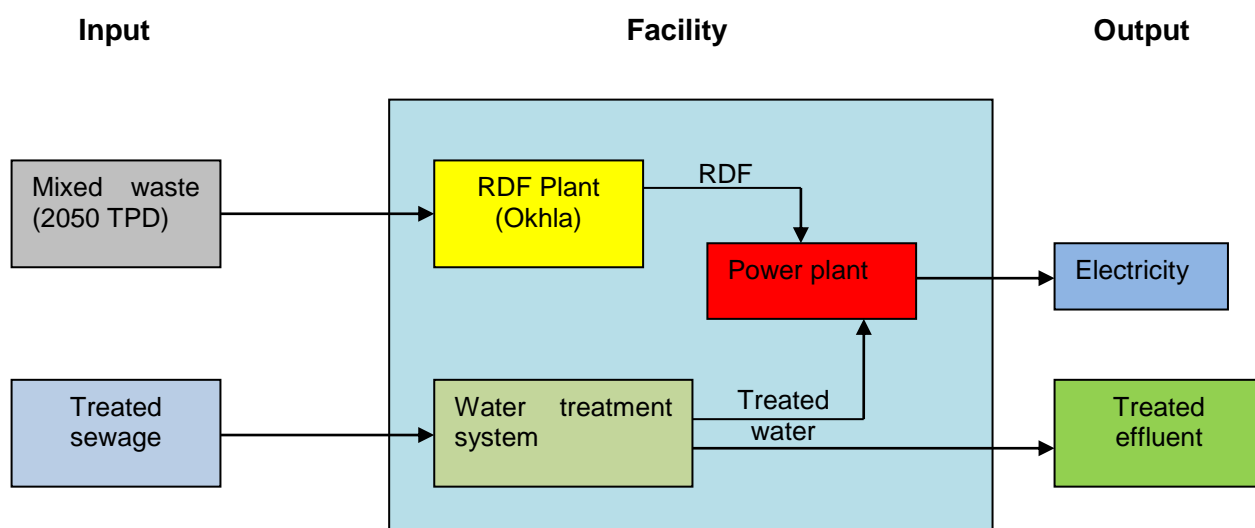 Input
Facility
Output
Mixed waste
(2050 TPD)
RDF Plant
(Okhla)
RDF
Power plant
Electricity
Treated
sewage
Water treatment
system
Treated
water
Treated
effluent